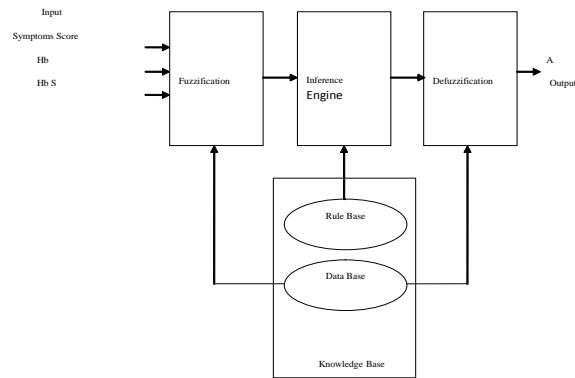 Input
Symptoms Score
Hb
Hb S
Fuzzification
Inference
Engine
Defuzzification
A
Output
Rule Base
Data Base
Knowledge Base